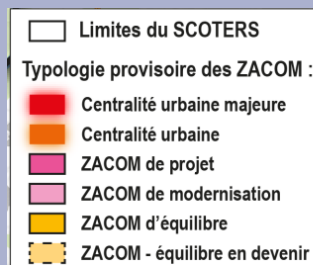 Limites du SCOTERS
Typologie provisoire des ZACOM :
Centralité urbaine majeure
Centralité urbaine
ZACOM de projet
ZACOM de modernisation
ZACOM d'équilibre
ZACOM - équilibre en devenir